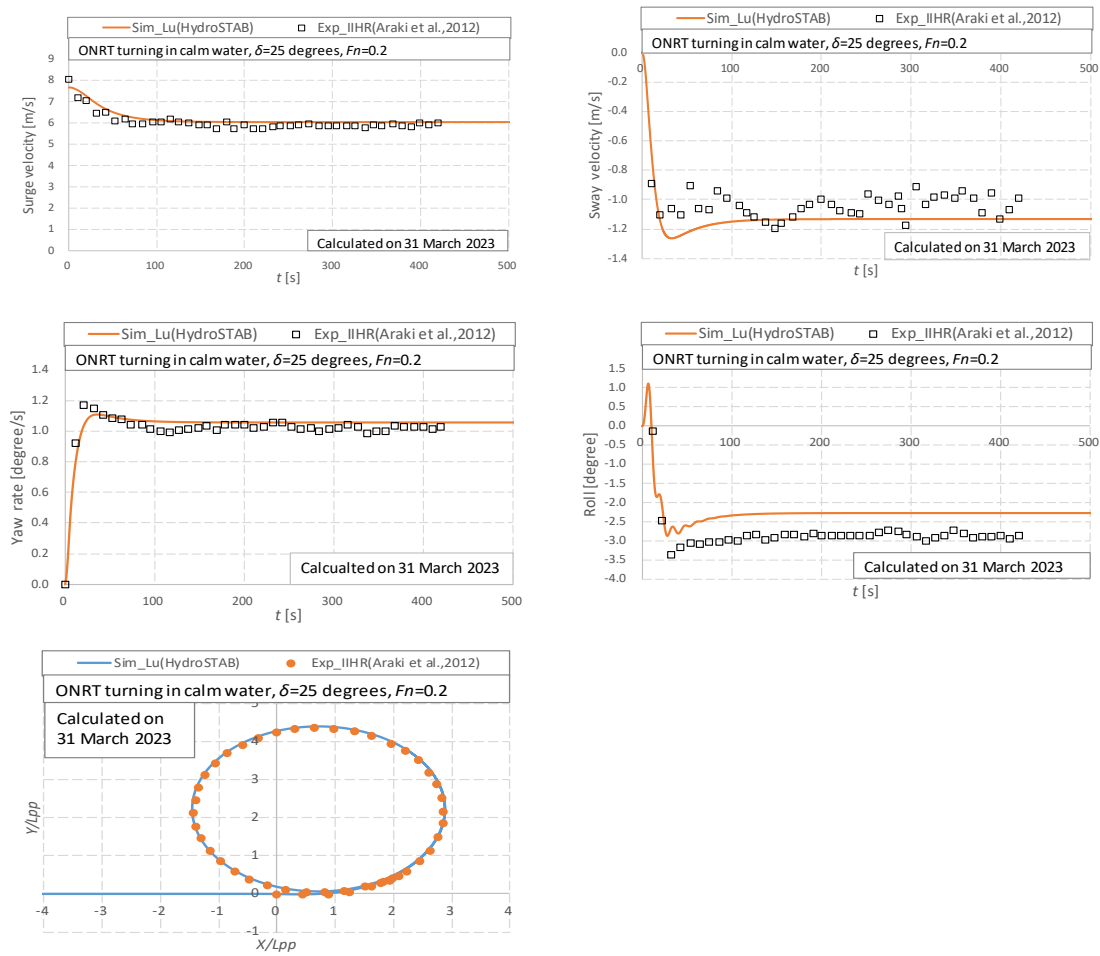 Sim_Lu(HydroSTAB) Exp_IIHR(Araki et al.,2012)
ONRT turning in calm water, δ=25 degrees, Fn=0.2
9
8
7
6
5
4
3
2
1
0
Surge velocity [m/s]
Calculated on 31 March 2023
0 100 200 300 400 500
t [s]
Sim_Lu(HydroSTAB) Exp_IIHR(Araki et al.,2012)
ONRT turning in calm water, δ=25 degrees, Fn=0.2
0.0
-0.2
-0.4
-0.6
-0.8
-1.0
-1.2
-1.4
0 100 200 300 400 500
Sway velocity [m/s]
Calculated on 31 March 2023
t [s]
Sim_Lu(HydroSTAB) Exp_IIHR(Araki et al.,2012)
ONRT turning in calm water, δ=25 degrees, Fn=0.2
1.4
1.2
1.0
0.8
0.6
0.4
0.2
0.0
Yaw rate [degree/s]
Calcualted on 31 March 2023
0 100 200 300 400 500
t [s]
Sim_Lu(HydroSTAB) Exp_IIHR(Araki et al.,2012)
ONRT turning in calm water, δ=25 degrees, Fn=0.2
1.5
1.0
0.5
0.0
-0.5
-1.0
-1.5
-2.0
-2.5
-3.0
-3.5
-4.0
0 100 200 300 400 500
Roll [degree]
Calculated on 31 March 2023
t [s]
Sim_Lu(HydroSTAB) Exp_IIHR(Araki et al.,2012)
ONRT turning in calm water, δ=25 degrees, Fn=0.2
Calculated on
31 March 2023
4
3
2
1
0
-1
Y/Lpp
-4 -3 -2 -1 0 1 2 3 4
X/Lpp